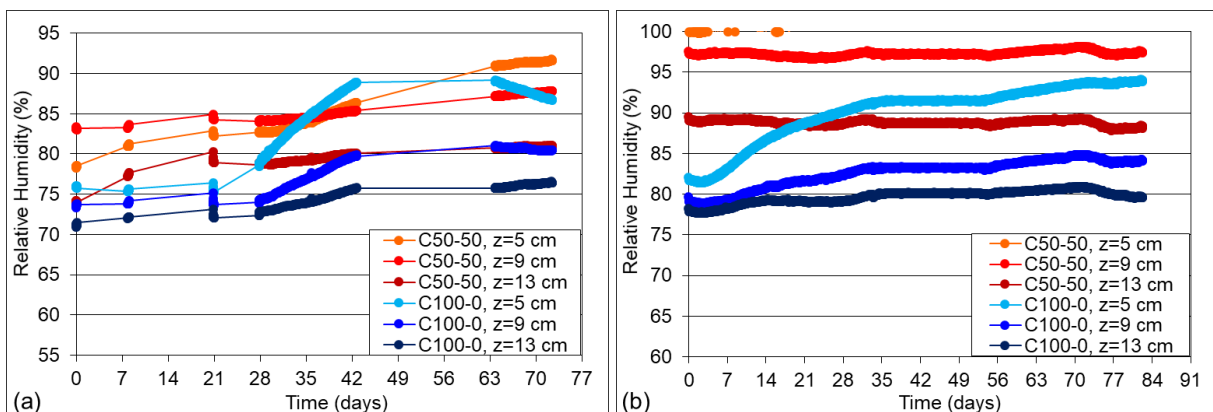 95
90
85
80
75
70
65
60
55
Relative Humidity (%)
C50-50, z=5 cm
C50-50, z=9 cm
C50-50, z=13 cm
C100-0, z=5 cm
C100-0, z=9 cm
C100-0, z=13 cm
0 7 14 21 28 35 42 49 56 63 70 77
Time (days)
(a)
100
95
90
85
80
75
70
65
60
Relative Humidity (%)
C50-50, z=5 cm
C50-50, z=9 cm
C50-50, z=13 cm
C100-0, z=5 cm
C100-0, z=9 cm
C100-0, z=13 cm
0 7 14 21 28 35 42 49 56 63 70 77 84 91
Time (days)
(b)